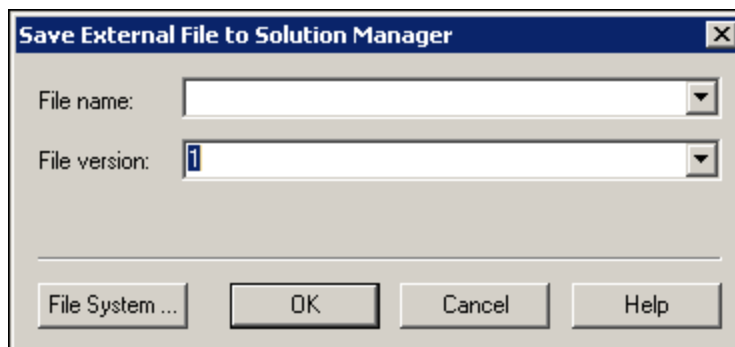 Save External File to Solution Manager
File name:
File version: 1
File System ... OK Cancel Help